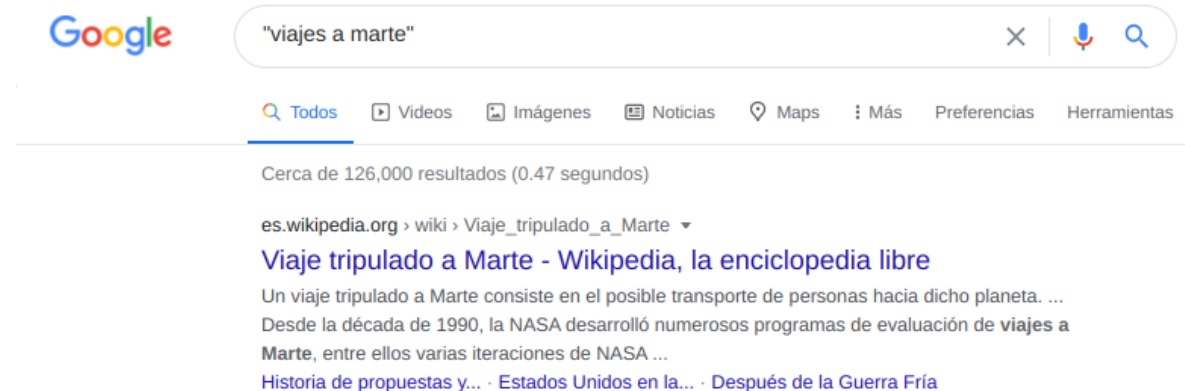 Google "viajes a marte"
Todos Videos Imágenes Noticias Maps Más Preferencias Herramientas
Cerca de 126,000 resultados (0.47 segundos)
es.wikipedia.org › wiki › Viaje_tripulado_a_Marte
Viaje tripulado a Marte - Wikipedia, la enciclopedia libre
Un viaje tripulado a Marte consiste en el posible transporte de personas hacia dicho planeta. ...
Desde la década de 1990, la NASA desarrolló numerosos programas de evaluación de viajes a
Marte, entre ellos varias iteraciones de NASA ...
Historia de propuestas y... · Estados Unidos en la... · Después de la Guerra Fría